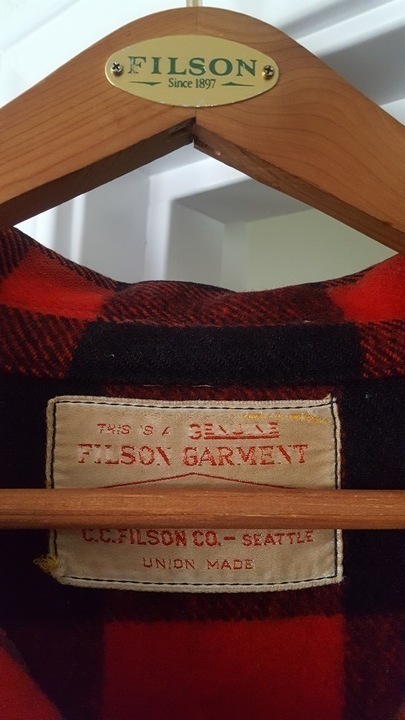 FILSON
Since 1897
THIS IS A GENUINE
FILSON GARMENT
C.C. FILSON CO. - SEATTLE
UNION MADE